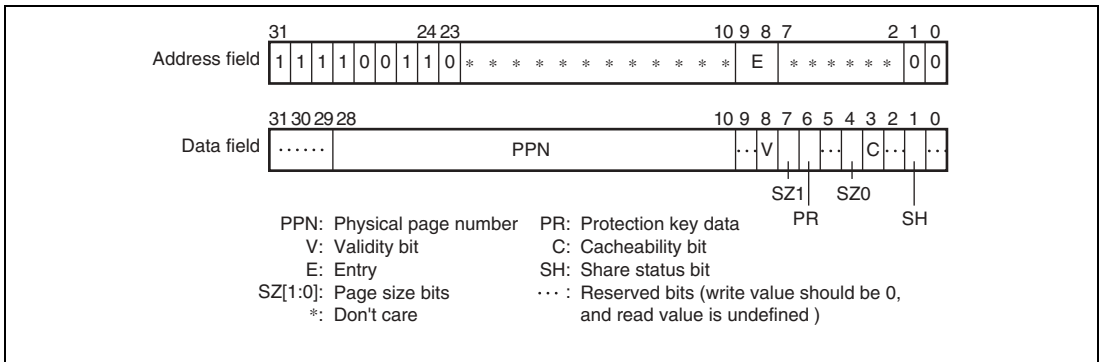 31 24 23 10 9 8 7 2 1 0
Address field 1 1 1 1 0 0 1 1 0 * * * * * * * * * * * * * E * * * * * * 0 0
31 30 29 28 10 9 8 7 6 5 4 3 2 1 0
Data field ······ PPN ··· V ··· C ··· ···
SZ1 SZ0
PR SH
PPN: Physical page number PR: Protection key data
V: Validity bit C: Cacheability bit
E: Entry SH: Share status bit
SZ[1:0]: Page size bits ··· : Reserved bits (write value should be 0,
*: Don't care and read value is undefined )